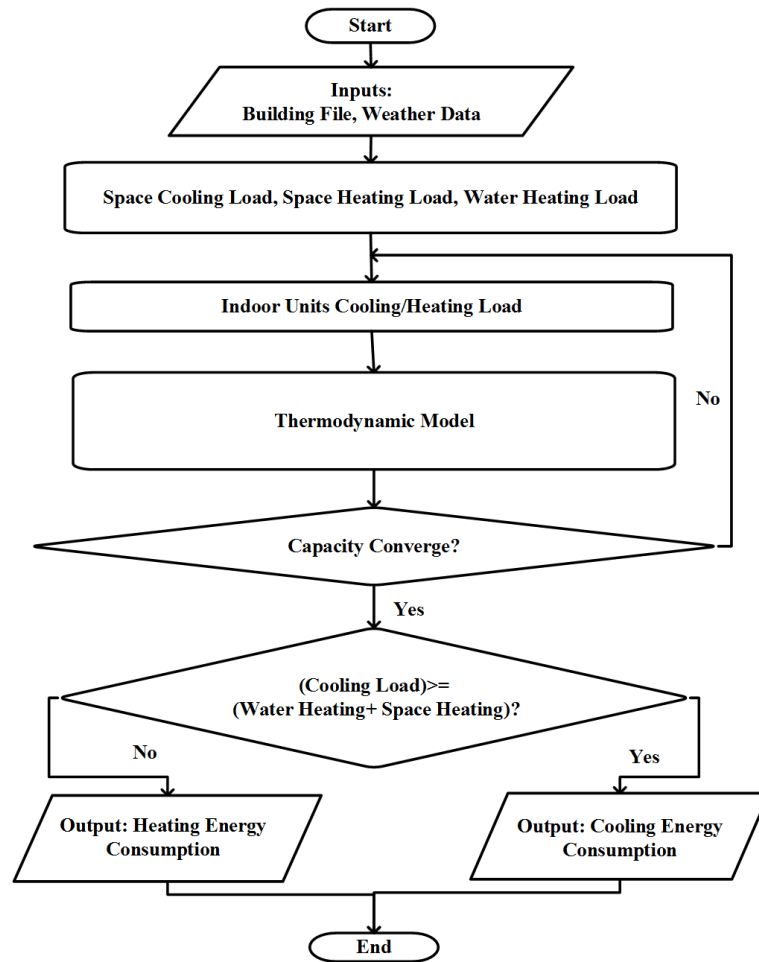 Start
Inputs:
Building File, Weather Data
Space Cooling Load, Space Heating Load, Water Heating Load
Indoor Units Cooling/Heating Load
Thermodynamic Model
No
Capacity Converge?
Yes
(Cooling Load)>=
(Water Heating+ Space Heating)?
No
Yes
Output: Heating Energy
Consumption
Output: Cooling Energy
Consumption
End